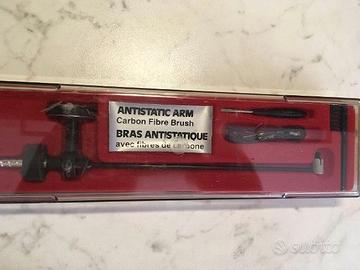 ANTISTATIC ARM
Carbon Fibre Brush
BRAS ANTISTATIQUE
avec fibres de carbone
subito